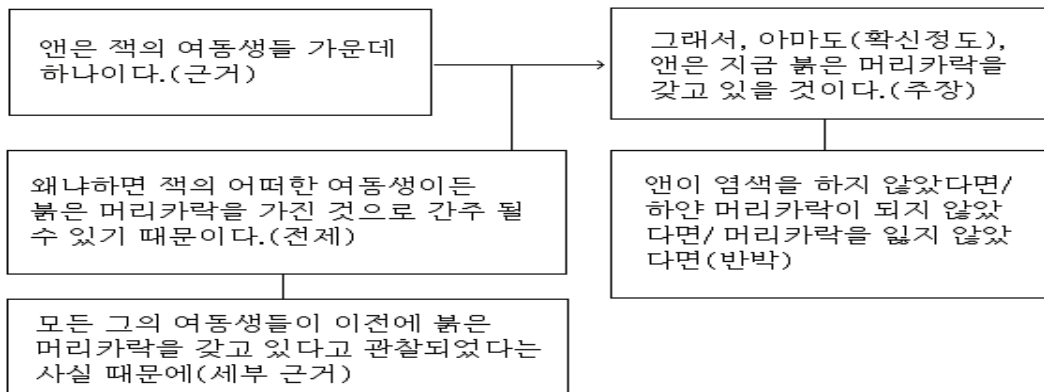 앤은 잭의 여동생들 가운데
하나이다.(근거)
그래서, 아마도(확신정도),
앤은 지금 붉은 머리카락을
갖고 있을 것이다.(주장)
왜냐하면 잭의 어떠한 여동생이든
붉은 머리카락을 가진 것으로 간주 될
수 있기 때문이다.(전제)
앤이 염색을 하지 않았다면/
하얀 머리카락이 되지 않았
다면/ 머리카락을 잃지 않았
다면(반박)
모든 그의 여동생들이 이전에 붉은
머리카락을 갖고 있다고 관찰되었다는
사실 때문에(세부 근거)